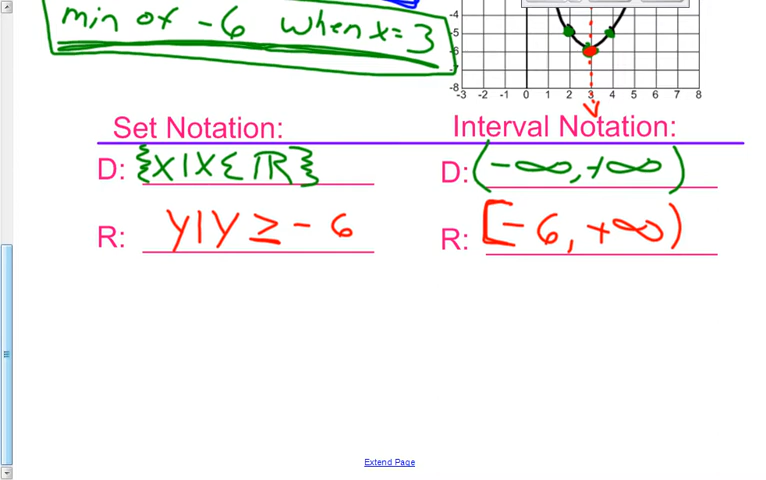 min of -6 when x=3
-4
-5
-6
-8
-3 -2 -1 0 1 2 3 4 5 6 7 8
Set Notation: Interval Notation:
D: {x|x ε ℝ} D: (-∞, +∞)
R: y|y ≥ -6 R: [-6, +∞)
Extend Page